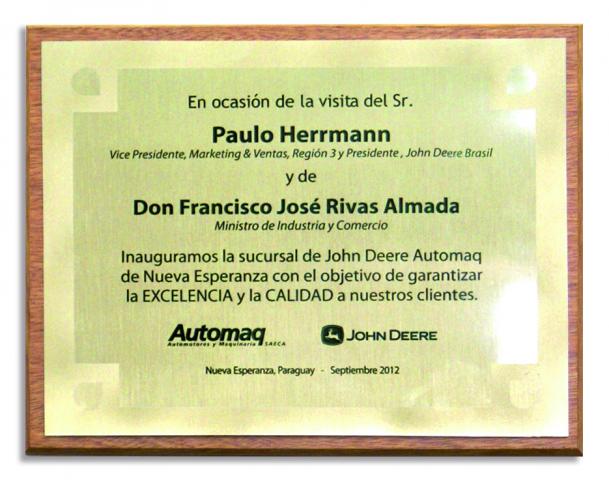 En ocasión de la visita del Sr.
Paulo Herrmann
Vice Presidente, Marketing & Ventas, Región 3 y Presidente , John Deere Brasil
y de
Don Francisco José Rivas Almada
Ministro de Industria y Comercio
Inauguramos la sucursal de John Deere Automaq
de Nueva Esperanza con el objetivo de garantizar
la EXCELENCIA y la CALIDAD a nuestros clientes.
Automaq JOHN DEERE
Automotores y Maquinaria SAECA
Nueva Esperanza, Paraguay - Septiembre 2012